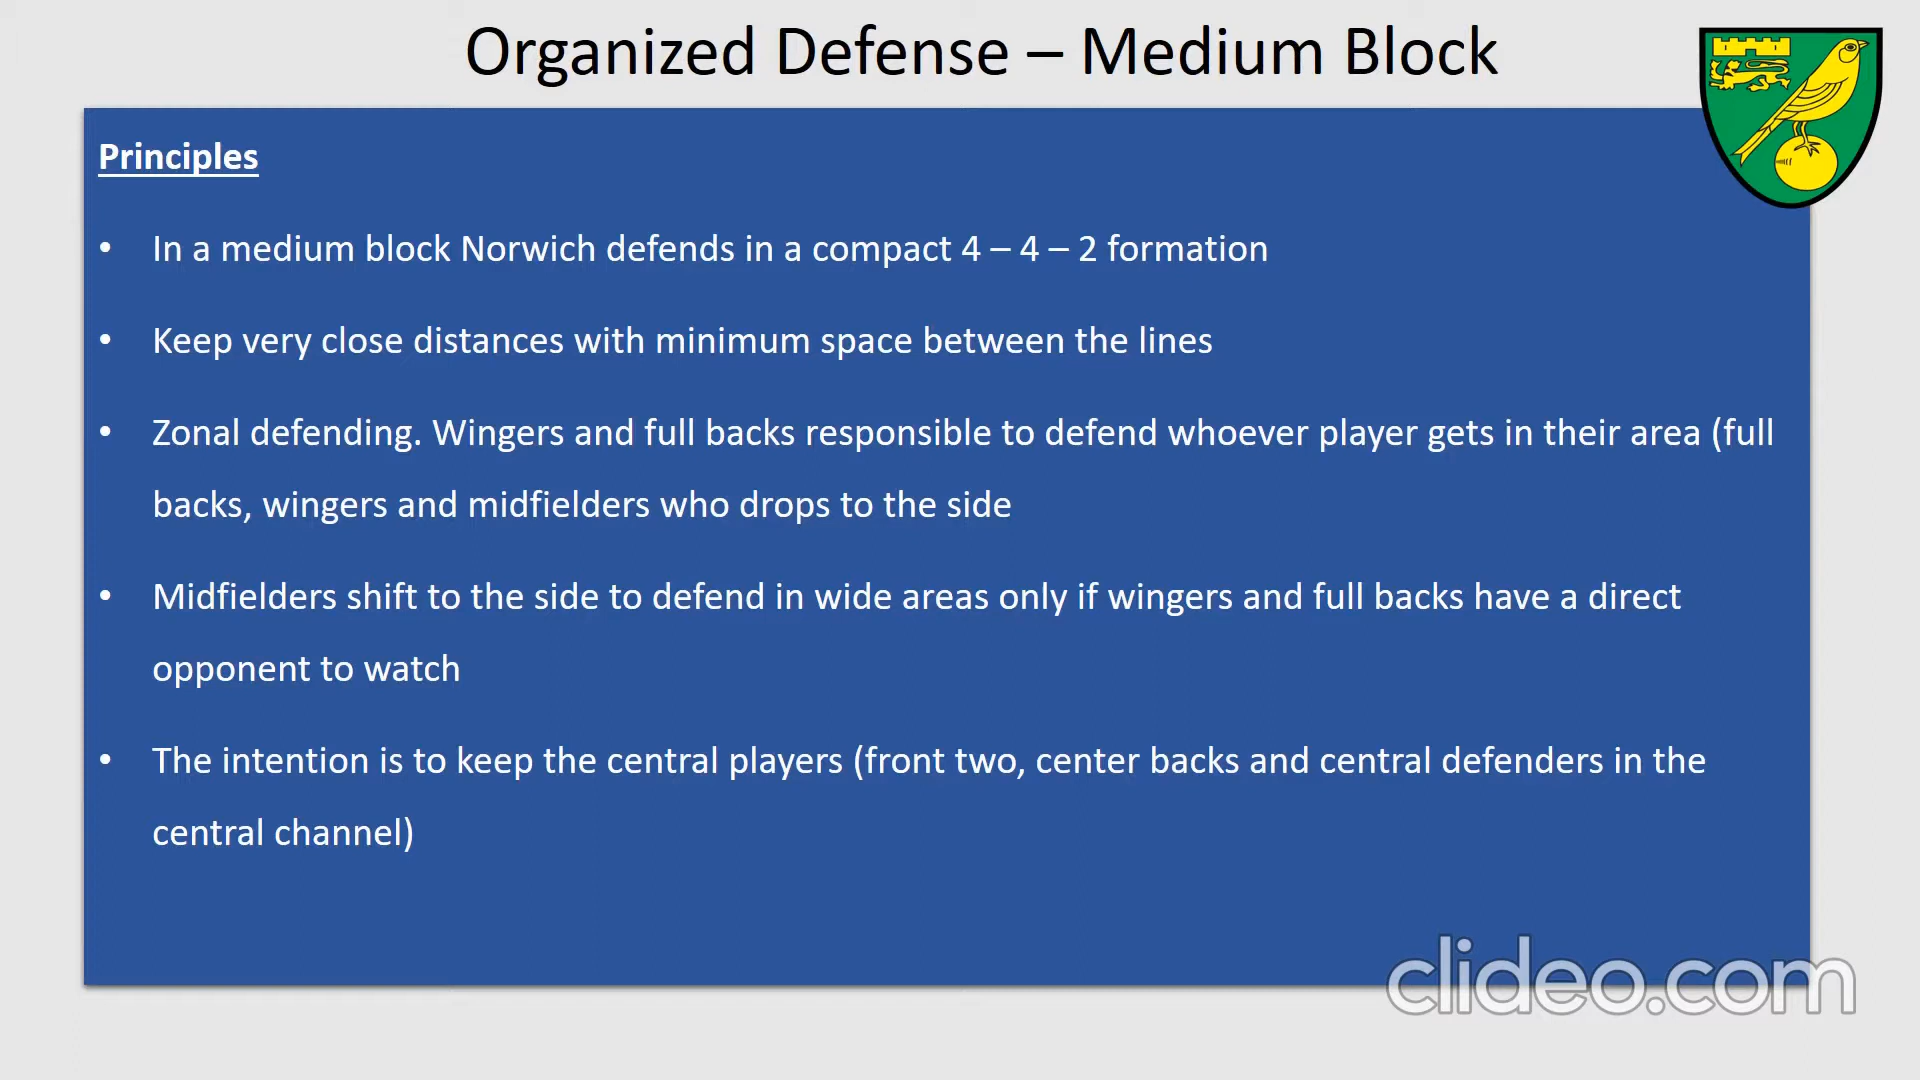 Organized Defense – Medium Block
Principles
• In a medium block Norwich defends in a compact 4 – 4 – 2 formation
• Keep very close distances with minimum space between the lines
• Zonal defending. Wingers and full backs responsible to defend whoever player gets in their area (full
backs, wingers and midfielders who drops to the side
• Midfielders shift to the side to defend in wide areas only if wingers and full backs have a direct
opponent to watch
• The intention is to keep the central players (front two, center backs and central defenders in the
central channel)
clideo.com